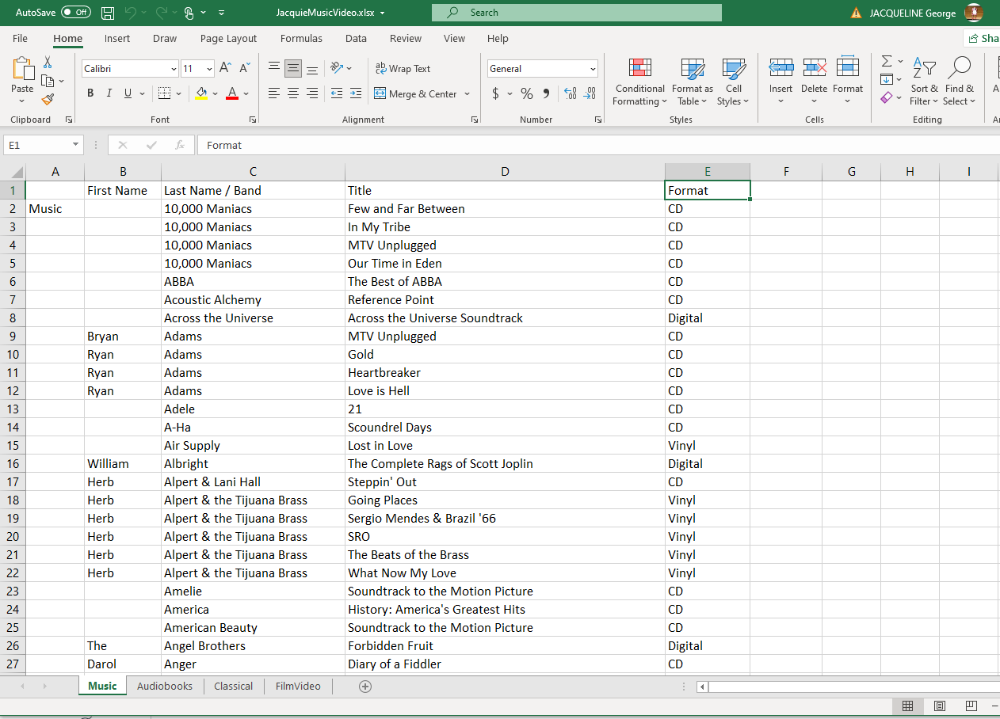 AutoSave Off JacquieMusicVideo.xlsx Search JACQUELINE George
File Home Insert Draw Page Layout Formulas Data Review View Help Sha
Paste Calibri 11 Wrap Text General Conditional Formatting Format as Table Cell Styles Insert Delete Format Sort & Filter Find & Select
B I U Merge & Center $ %
Clipboard Font Alignment Number Styles Cells Editing
E1 fx Format
A B C D E F G H I
1 First Name Last Name / Band Title Format
2 Music 10,000 Maniacs Few and Far Between CD
3 10,000 Maniacs In My Tribe CD
4 10,000 Maniacs MTV Unplugged CD
5 10,000 Maniacs Our Time in Eden CD
6 ABBA The Best of ABBA CD
7 Acoustic Alchemy Reference Point CD
8 Across the Universe Across the Universe Soundtrack Digital
9 Bryan Adams MTV Unplugged CD
10 Ryan Adams Gold CD
11 Ryan Adams Heartbreaker CD
12 Ryan Adams Love is Hell CD
13 Adele 21 CD
14 A-Ha Scoundrel Days CD
15 Air Supply Lost in Love Vinyl
16 William Albright The Complete Rags of Scott Joplin Digital
17 Herb Alpert & Lani Hall Steppin' Out CD
18 Herb Alpert & the Tijuana Brass Going Places Vinyl
19 Herb Alpert & the Tijuana Brass Sergio Mendes & Brazil '66 Vinyl
20 Herb Alpert & the Tijuana Brass SRO Vinyl
21 Herb Alpert & the Tijuana Brass The Beats of the Brass Vinyl
22 Herb Alpert & the Tijuana Brass What Now My Love Vinyl
23 Amelie Soundtrack to the Motion Picture CD
24 America History: America's Greatest Hits CD
25 American Beauty Soundtrack to the Motion Picture CD
26 The Angel Brothers Forbidden Fruit Digital
27 Darol Anger Diary of a Fiddler CD
Music Audiobooks Classical FilmVideo